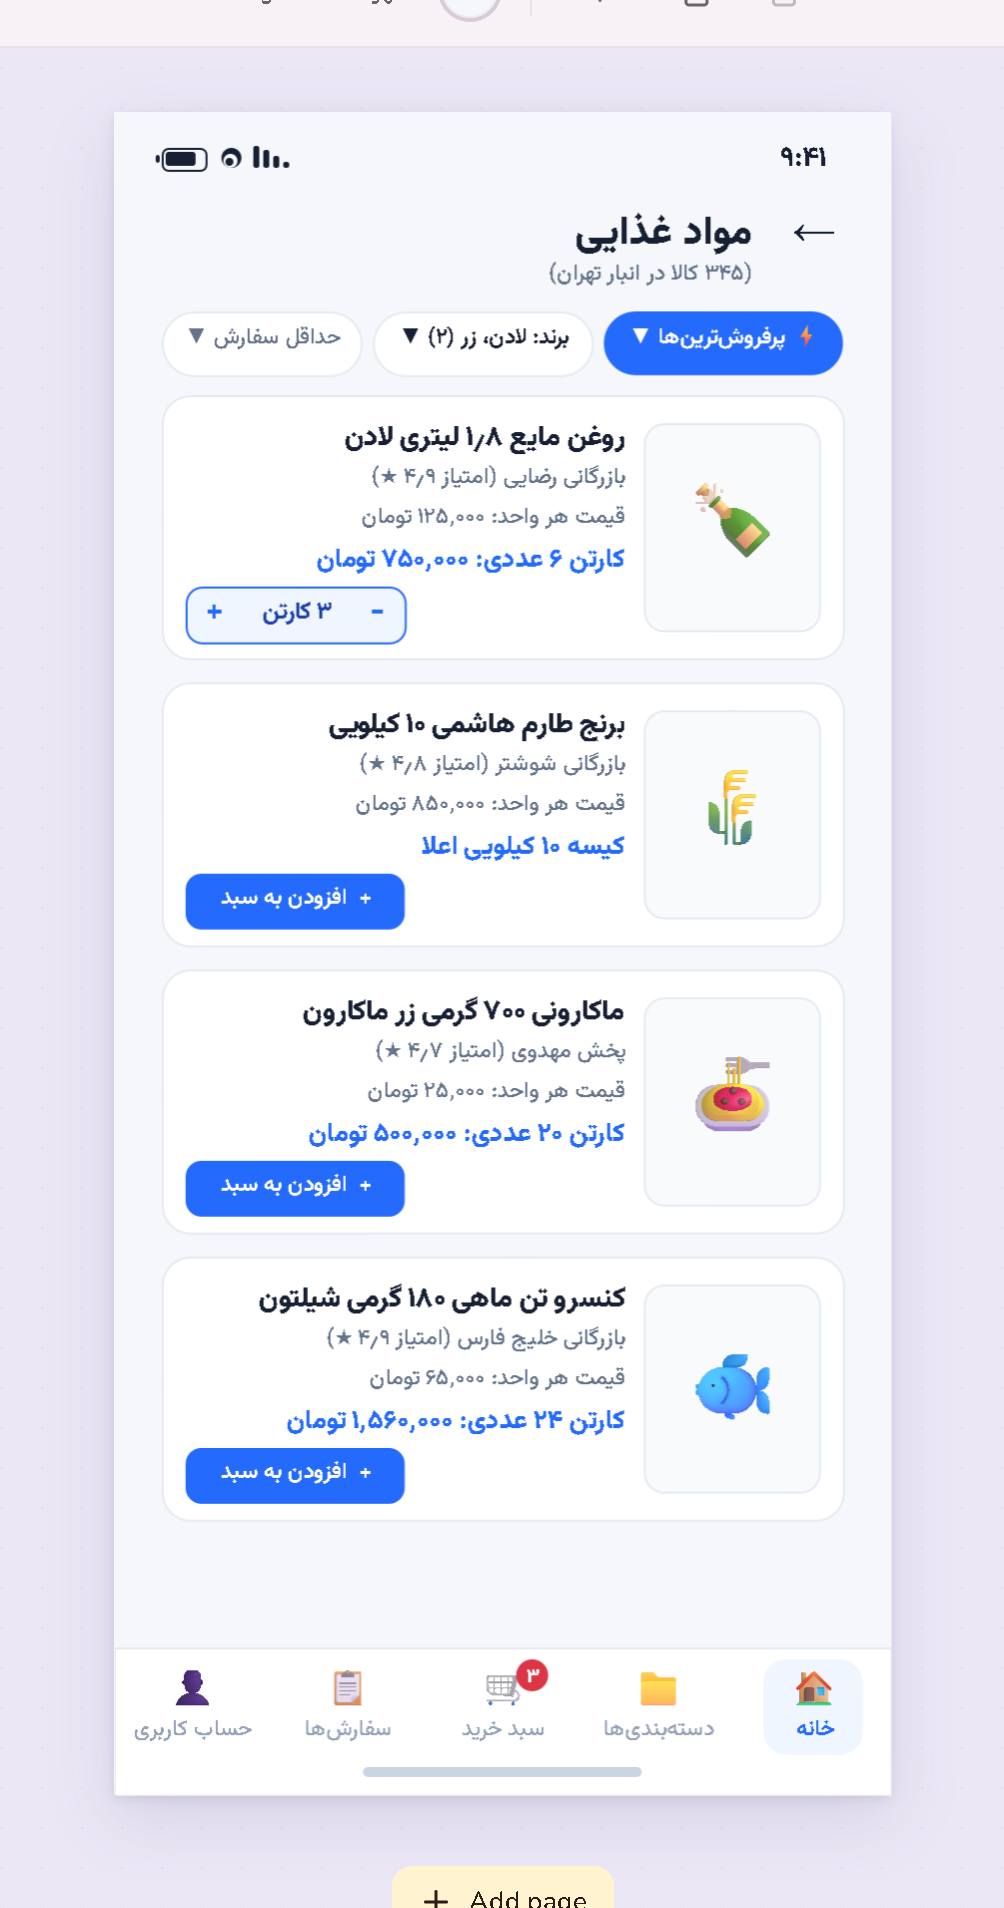 ۹:۴۱
مواد غذایی
(۳۴۵ کالا در انبار تهران)
پرفروش‌ترین‌ها ▼
برند: لادن، زر (۲) ▼
حداقل سفارش ▼
روغن مایع ۱٫۸ لیتری لادن
بازرگانی رضایی (امتیاز ۴٫۹ ★)
قیمت هر واحد: ۱۲۵,۰۰۰ تومان
کارتن ۶ عددی: ۷۵۰,۰۰۰ تومان
− ۳ کارتن +
برنج طارم هاشمی ۱۰ کیلویی
بازرگانی شوشتر (امتیاز ۴٫۸ ★)
قیمت هر واحد: ۸۵۰,۰۰۰ تومان
کیسه ۱۰ کیلویی اعلا
+ افزودن به سبد
ماکارونی ۷۰۰ گرمی زر ماکارون
پخش مهدوی (امتیاز ۴٫۷ ★)
قیمت هر واحد: ۲۵,۰۰۰ تومان
کارتن ۲۰ عددی: ۵۰۰,۰۰۰ تومان
+ افزودن به سبد
کنسرو تن ماهی ۱۸۰ گرمی شیلتون
بازرگانی خلیج فارس (امتیاز ۴٫۹ ★)
قیمت هر واحد: ۶۵,۰۰۰ تومان
کارتن ۲۴ عددی: ۱,۵۶۰,۰۰۰ تومان
+ افزودن به سبد
۳
خانه
دسته‌بندی‌ها
سبد خرید
سفارش‌ها
حساب کاربری
+ Add page